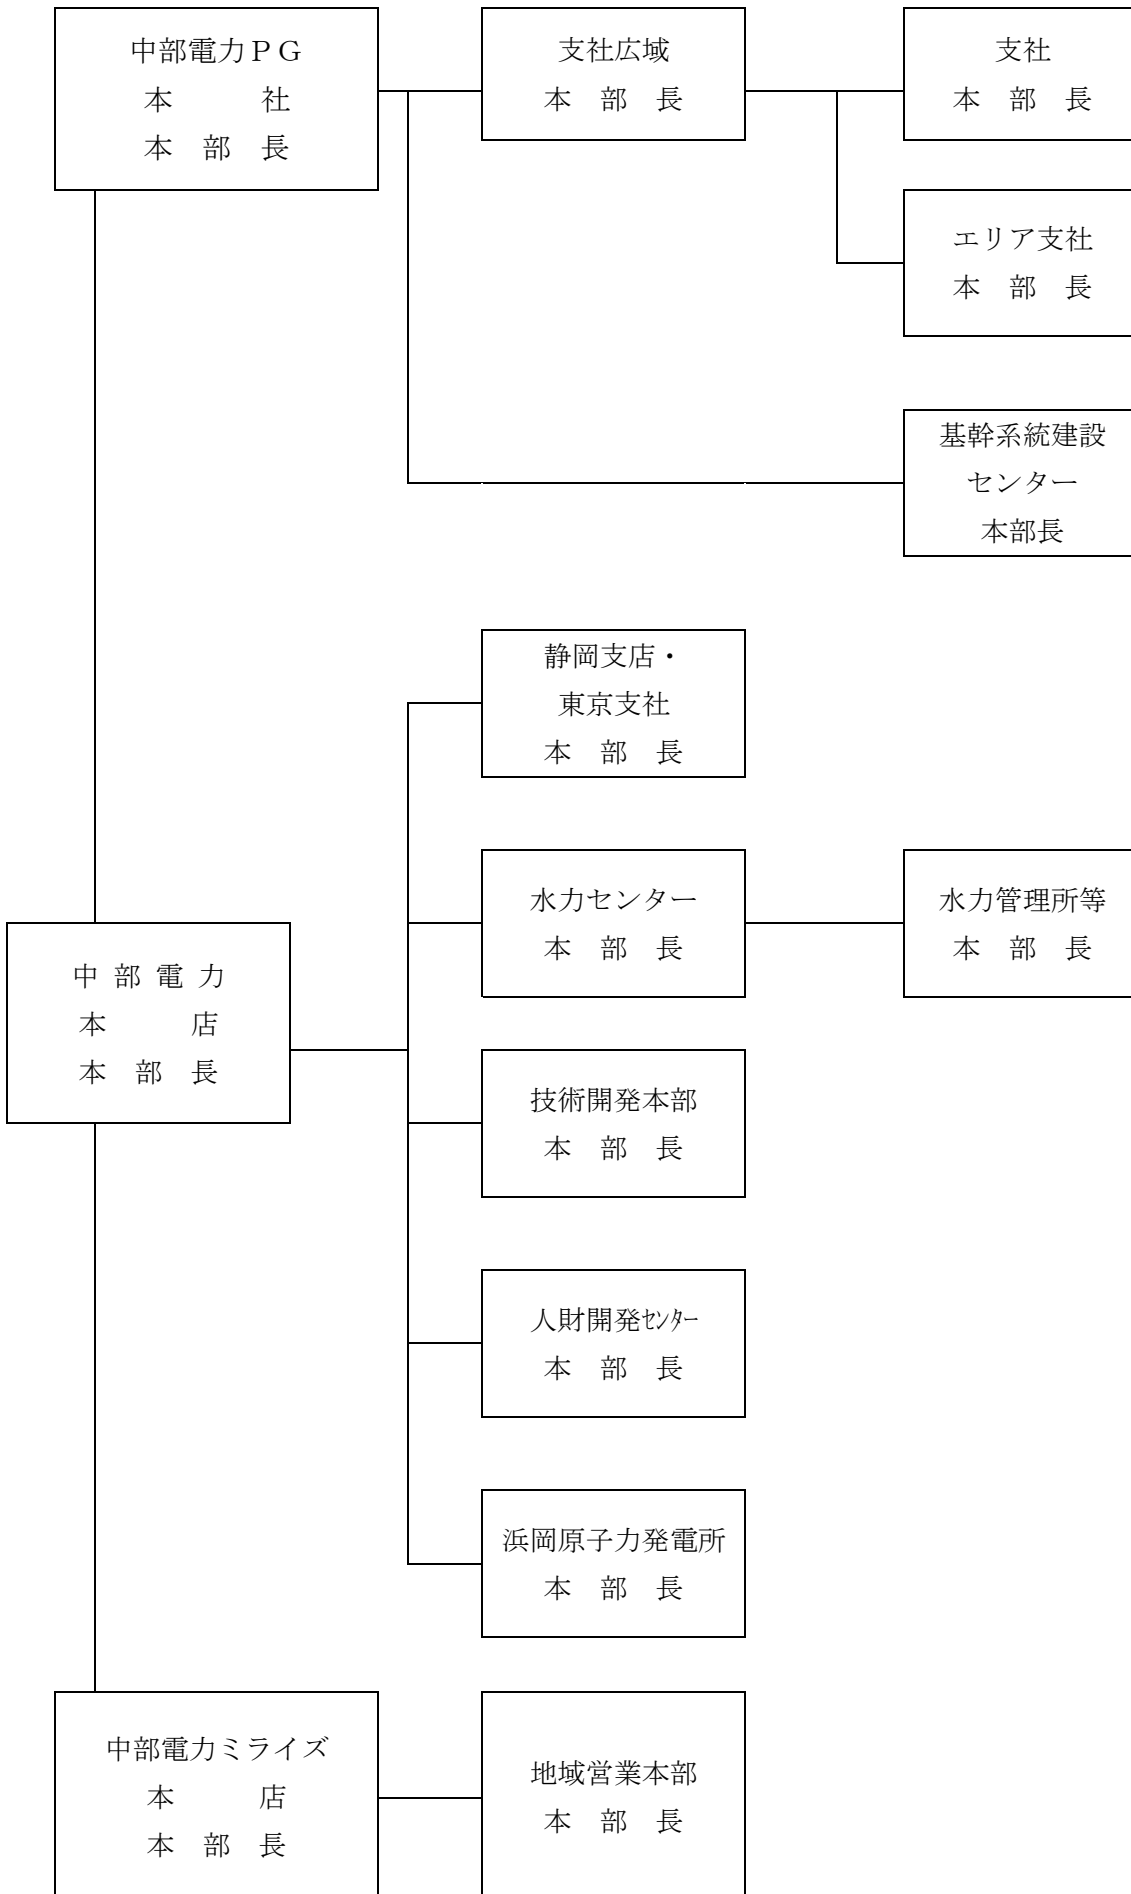 中部電力ＰＧ
本　　　社
本　部　長
支社広域
本　部　長
支社
本　部　長
エリア支社
本　部　長
基幹系統建設
センター
本部長
静岡支店・
東京支社
本　部　長
水力センター
本　部　長
水力管理所等
本　部　長
中 部 電 力
本　　　店
本　部　長
技術開発本部
本　部　長
人財開発ｾﾝﾀｰ
本　部　長
浜岡原子力発電所
本　部　長
中部電力ミライズ
本　　　店
本　部　長
地域営業本部
本　部　長